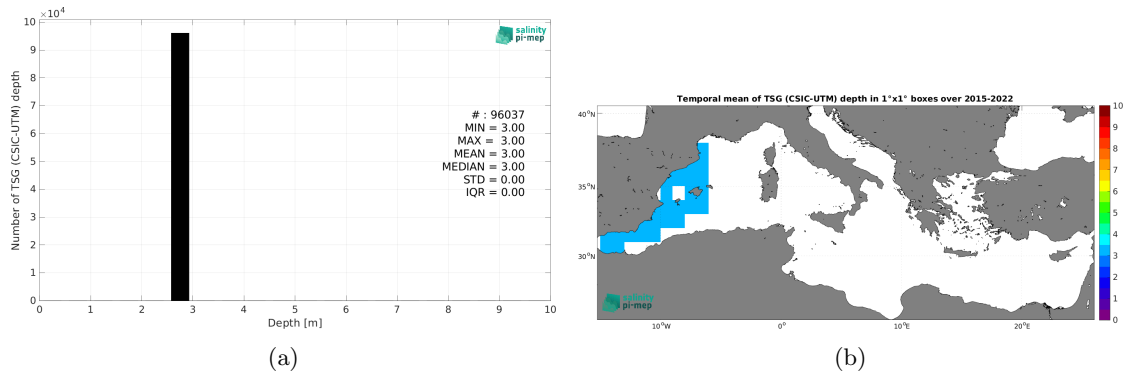 ×10⁴
10
9
8
7
6
5
4
3
2
1
0
Number of TSG (CSIC-UTM) depth
salinity
pi-mep
# : 96037
MIN = 3.00
MAX = 3.00
MEAN = 3.00
MEDIAN = 3.00
STD = 0.00
IQR = 0.00
0 1 2 3 4 5 6 7 8 9 10
Depth [m]
(a)
Temporal mean of TSG (CSIC-UTM) depth in 1°x1° boxes over 2015-2022
40°N
35°N
30°N
salinity
pi-mep
10°W 0° 10°E 20°E
10
9
8
7
6
5
4
3
2
1
0
(b)